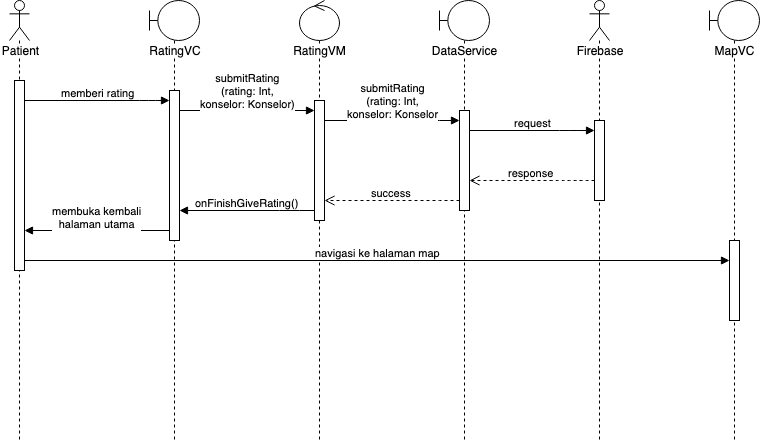 Patient
RatingVC
RatingVM
DataService
Firebase
MapVC
memberi rating
submitRating
(rating: Int,
konselor: Konselor)
submitRating
(rating: Int,
konselor: Konselor
request
response
success
onFinishGiveRating()
membuka kembali
halaman utama
navigasi ke halaman map